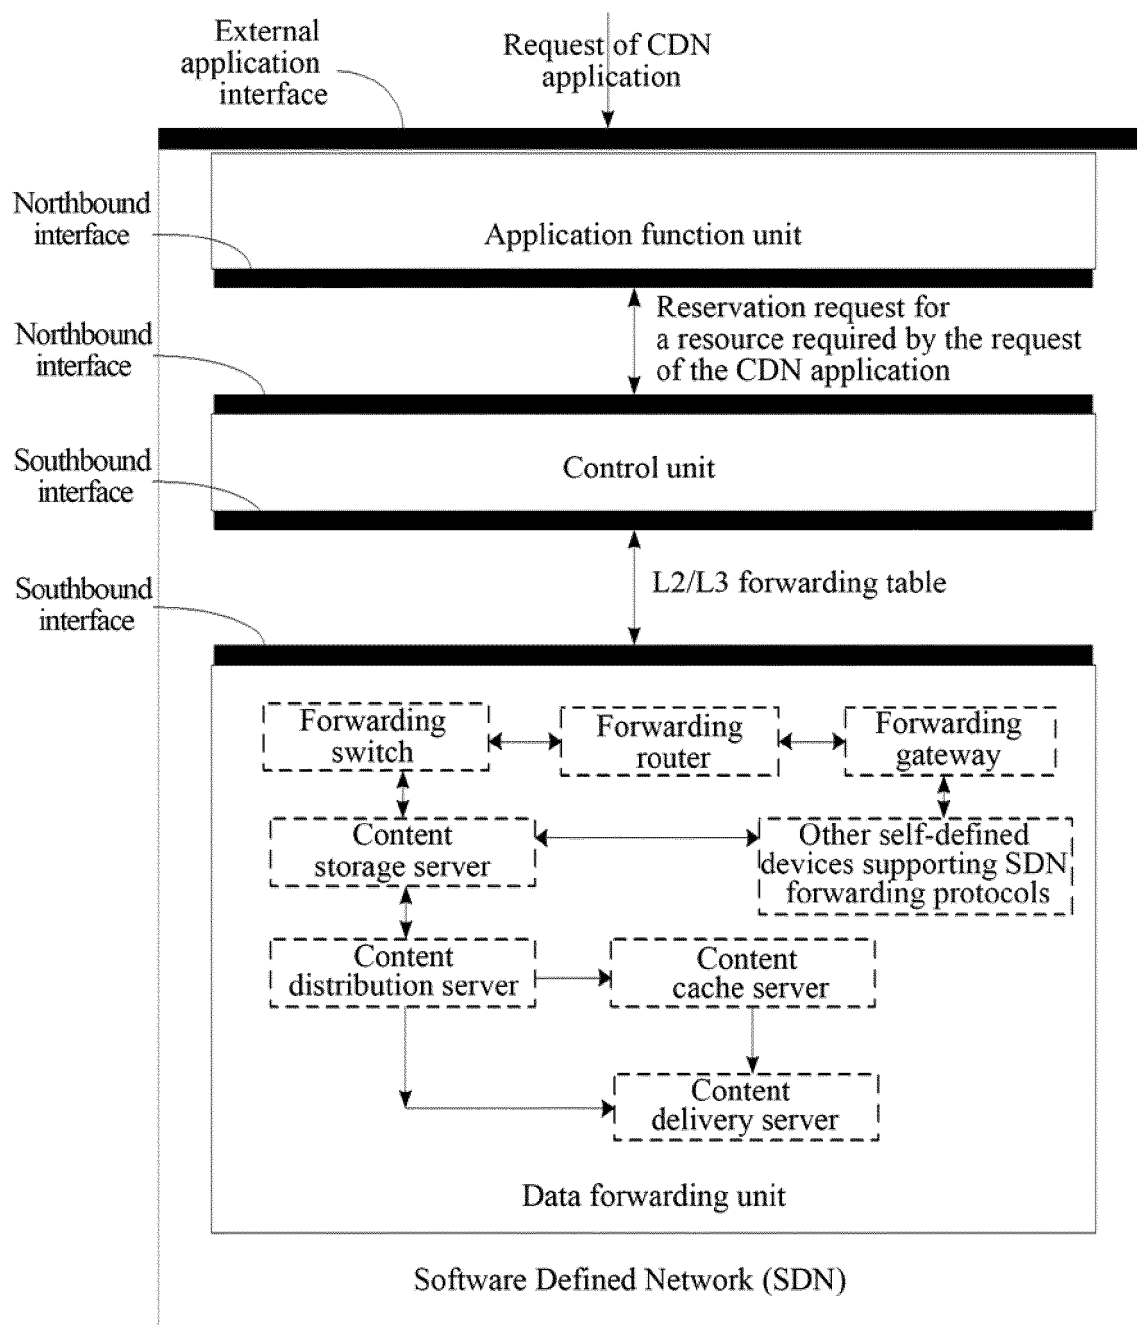 External
application
interface
Request of CDN
application
Northbound
interface
Application function unit
Northbound
interface
Reservation request for
a resource required by the request
of the CDN application
Southbound
interface
Control unit
Southbound
interface
L2/L3 forwarding table
Forwarding
switch
Forwarding
router
Forwarding
gateway
Content
storage server
Other self-defined
devices supporting SDN
forwarding protocols
Content
distribution server
Content
cache server
Content
delivery server
Data forwarding unit
Software Defined Network (SDN)